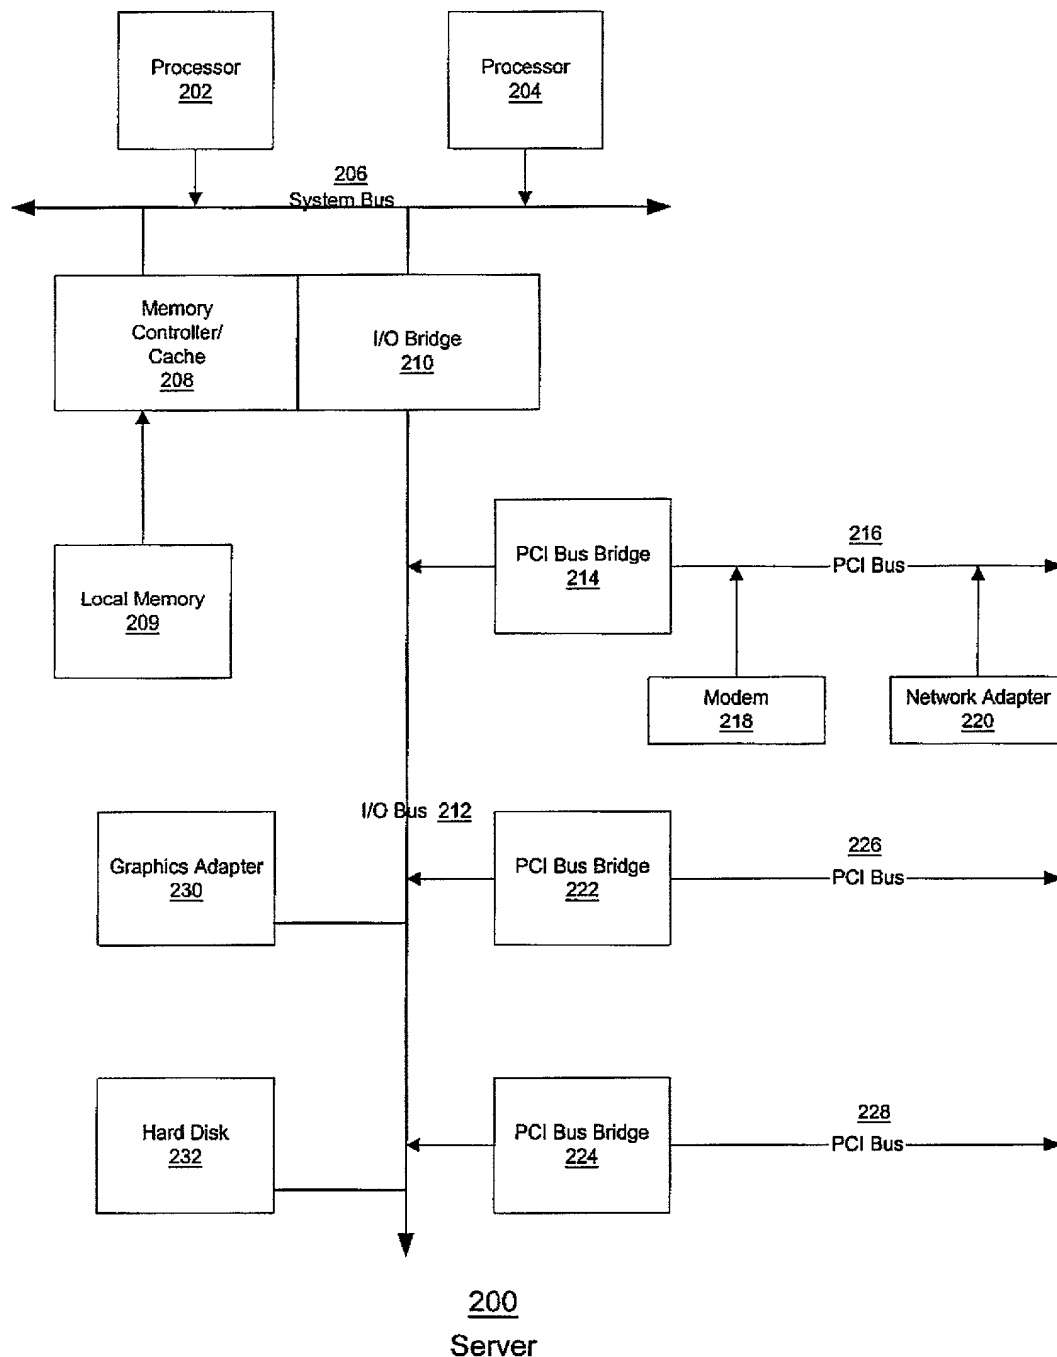 Processor
202
Processor
204
206
System Bus
Memory
Controller/
Cache
208
I/O Bridge
210
PCI Bus Bridge
214
216
PCI Bus
Local Memory
209
Modem
218
Network Adapter
220
I/O Bus 212
Graphics Adapter
230
PCI Bus Bridge
222
226
PCI Bus
Hard Disk
232
PCI Bus Bridge
224
228
PCI Bus
200
Server